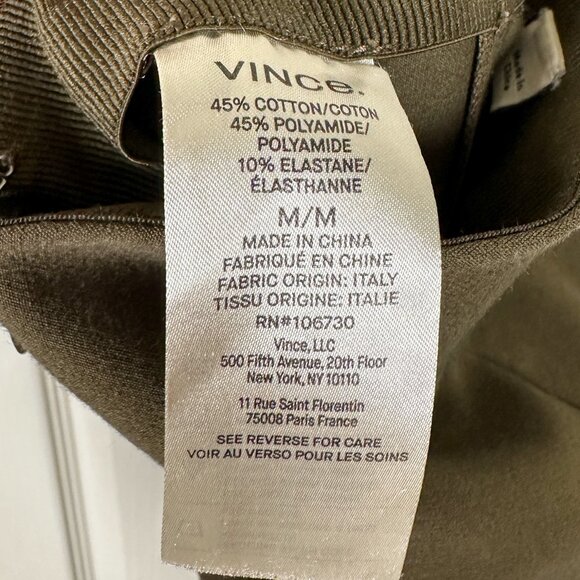 VINCE.
45% COTTON/COTON
45% POLYAMIDE/
POLYAMIDE
10% ELASTANE/
ÉLASTHANNE
M/M
MADE IN CHINA
FABRIQUÉ EN CHINE
FABRIC ORIGIN: ITALY
TISSU ORIGINE: ITALIE
RN#106730
Vince, LLC
500 Fifth Avenue, 20th Floor
New York, NY 10110
11 Rue Saint Florentin
75008 Paris France
SEE REVERSE FOR CARE
VOIR AU VERSO POUR LES SOINS